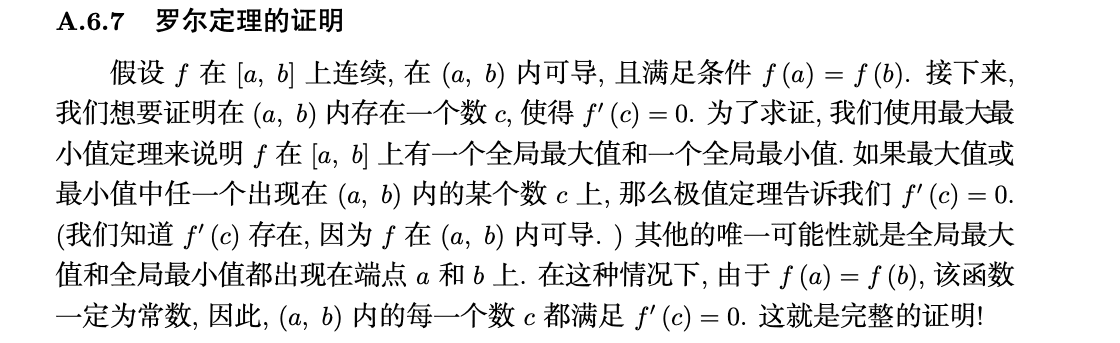 A.6.7 罗尔定理的证明
假设 f 在 [a, b] 上连续, 在 (a, b) 内可导, 且满足条件 f (a) = f (b). 接下来,
我们想要证明在 (a, b) 内存在一个数 c, 使得 f′ (c) = 0. 为了求证, 我们使用最大最
小值定理来说明 f 在 [a, b] 上有一个全局最大值和一个全局最小值. 如果最大值或
最小值中任一个出现在 (a, b) 内的某个数 c 上, 那么极值定理告诉我们 f′ (c) = 0.
(我们知道 f′ (c) 存在, 因为 f 在 (a, b) 内可导. ) 其他的唯一可能性就是全局最大
值和全局最小值都出现在端点 a 和 b 上. 在这种情况下, 由于 f (a) = f (b), 该函数
一定为常数, 因此, (a, b) 内的每一个数 c 都满足 f′ (c) = 0. 这就是完整的证明!